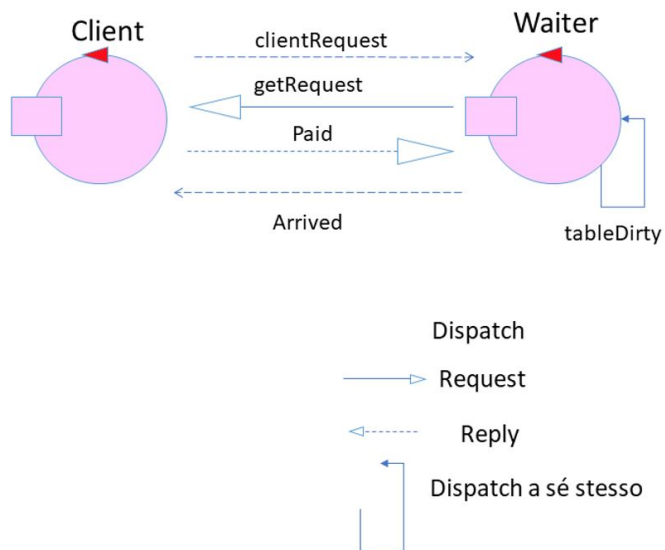 Client
Waiter
clientRequest
getRequest
Paid
Arrived
tableDirty
Dispatch
Request
Reply
Dispatch a sé stesso